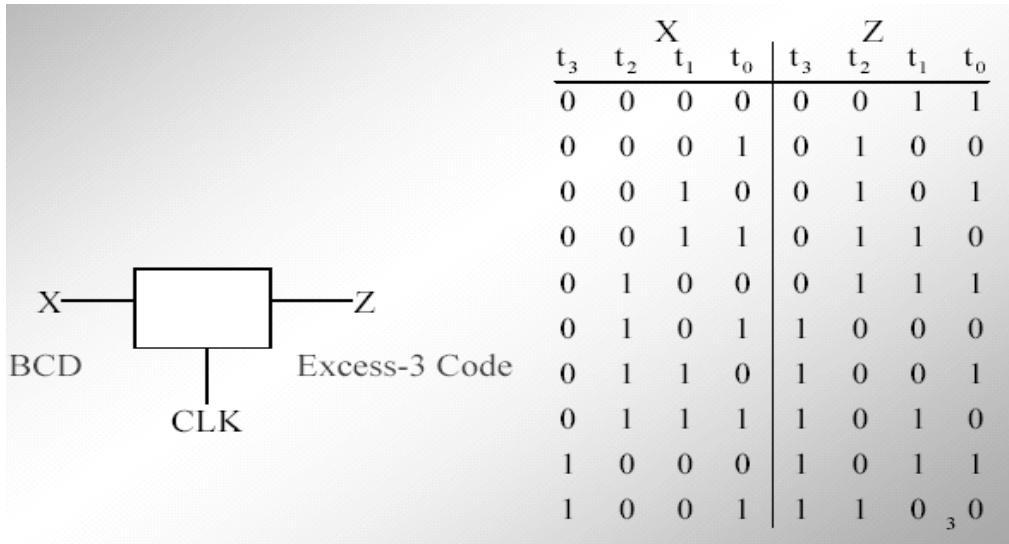 X Z
t₃ t₂ t₁ t₀ t₃ t₂ t₁ t₀
0 0 0 0 0 0 1 1
0 0 0 1 0 1 0 0
0 0 1 0 0 1 0 1
0 0 1 1 0 1 1 0
0 1 0 0 0 1 1 1
0 1 0 1 1 0 0 0
0 1 1 0 1 0 0 1
0 1 1 1 1 0 1 0
1 0 0 0 1 0 1 1
1 0 0 1 1 1 0 0
X Z
BCD Excess-3 Code
CLK
3